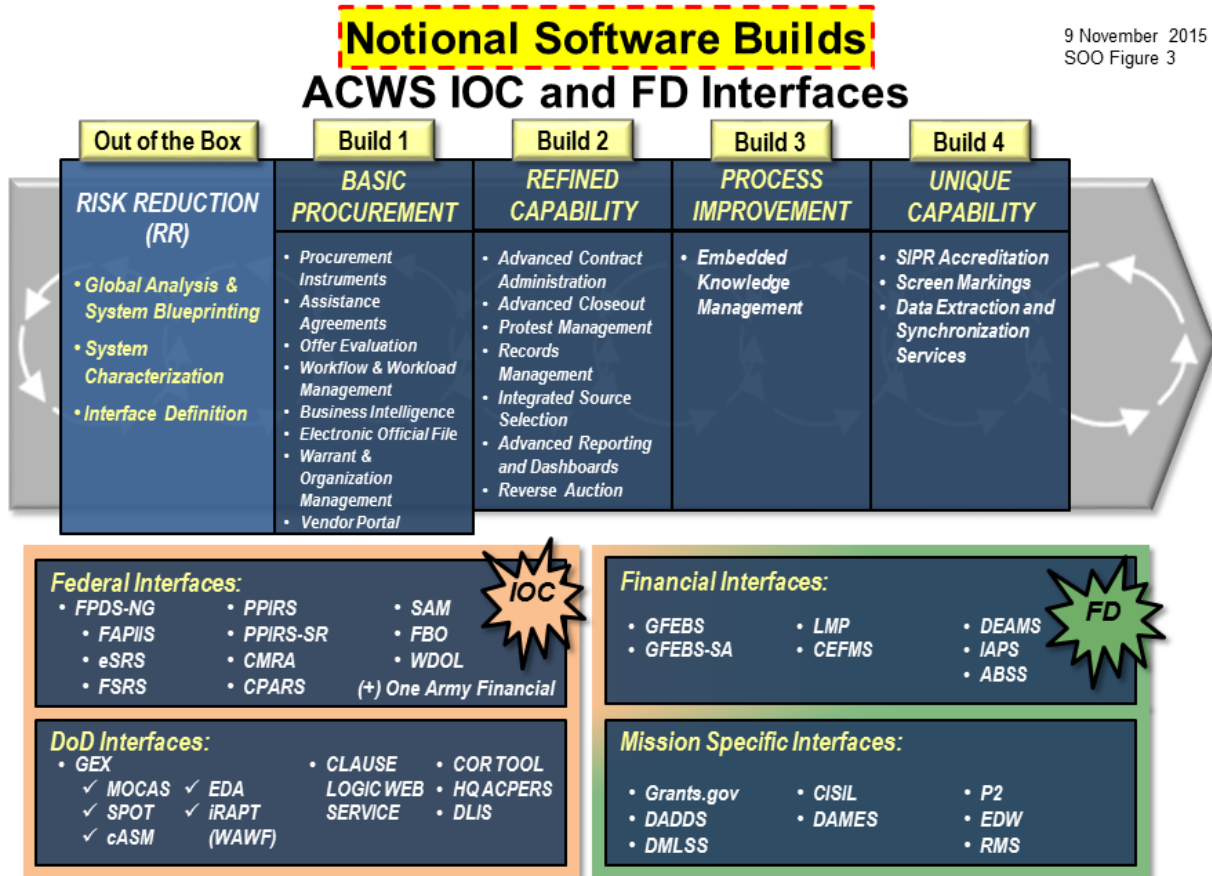 Notional Software Builds
9 November 2015
SOO Figure 3
ACWS IOC and FD Interfaces
Out of the Box
RISK REDUCTION
(RR)
• Global Analysis &
System Blueprinting
• System
Characterization
• Interface Definition
Build 1
BASIC
PROCUREMENT
• Procurement
Instruments
• Assistance
Agreements
• Offer Evaluation
• Workflow & Workload
Management
• Business Intelligence
• Electronic Official File
• Warrant &
Organization
Management
• Vendor Portal
Build 2
REFINED
CAPABILITY
• Advanced Contract
Administration
• Advanced Closeout
• Protest Management
• Records
Management
• Integrated Source
Selection
• Advanced Reporting
and Dashboards
• Reverse Auction
Build 3
PROCESS
IMPROVEMENT
• Embedded
Knowledge
Management
Build 4
UNIQUE
CAPABILITY
• SIPR Accreditation
• Screen Markings
• Data Extraction and
Synchronization
Services
IOC
Federal Interfaces:
• FPDS-NG
• FAPIIS
• eSRS
• FSRS
• PPIRS
• PPIRS-SR
• CMRA
• CPARS
• SAM
• FBO
• WDOL
(+) One Army Financial
DoD Interfaces:
• GEX
✓ MOCAS
✓ SPOT
✓ cASM
✓ EDA
✓ iRAPT
(WAWF)
• CLAUSE
LOGIC WEB
SERVICE
• COR TOOL
• HQ ACPERS
• DLIS
FD
Financial Interfaces:
• GFEBS
• GFEBS-SA
• LMP
• CEFMS
• DEAMS
• IAPS
• ABSS
Mission Specific Interfaces:
• Grants.gov
• DADDS
• DMLSS
• CISIL
• DAMES
• P2
• EDW
• RMS